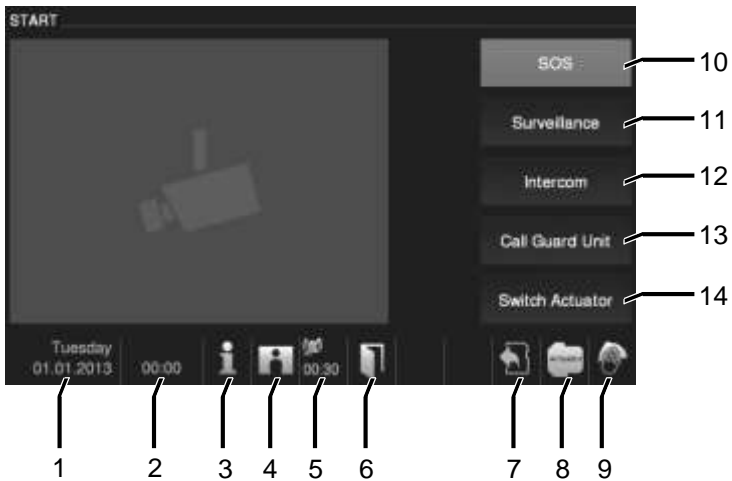 START
SOS
10
Surveillance
11
Intercom
12
Call Guard Unit
13
Switch Actuator
14
Tuesday
01.01.2013
00:00
00:30
1
2
3
4
5
6
7
8
9